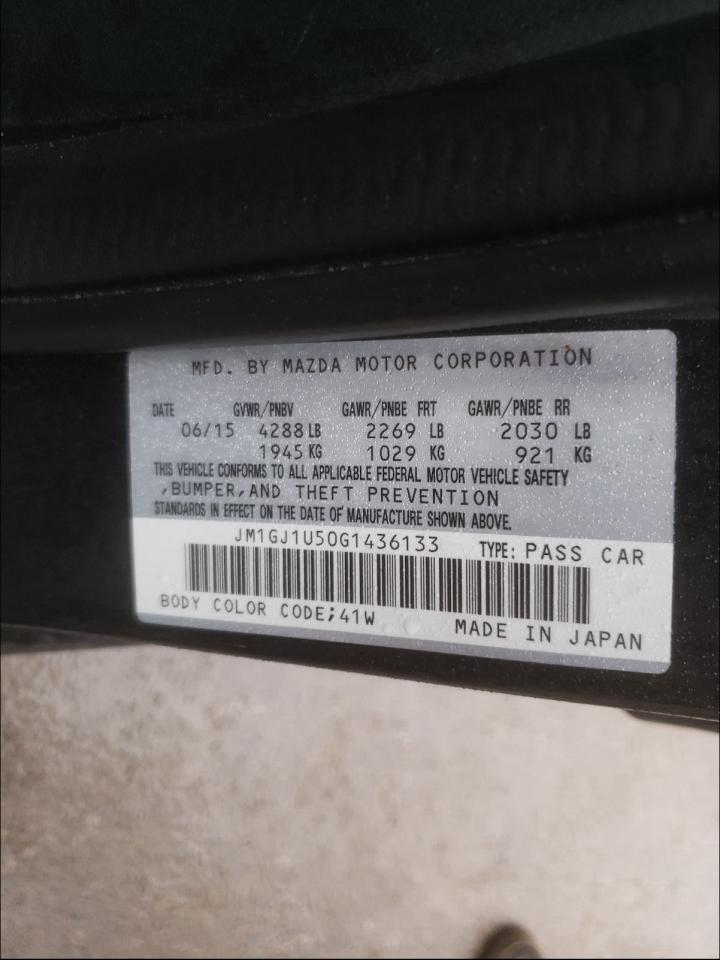 MFD. BY MAZDA MOTOR CORPORATION
DATE GVWR/PNBV GAWR/PNBE FRT GAWR/PNBE RR
06/15 4288 LB 2269 LB 2030 LB
1945 KG 1029 KG 921 KG
THIS VEHICLE CONFORMS TO ALL APPLICABLE FEDERAL MOTOR VEHICLE SAFETY
,BUMPER,AND THEFT PREVENTION
STANDARDS IN EFFECT ON THE DATE OF MANUFACTURE SHOWN ABOVE.
JM1GJ1U50G1436133 TYPE: PASS CAR
BODY COLOR CODE;41W MADE IN JAPAN